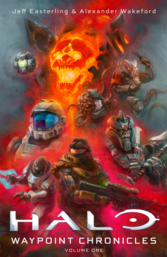 Jeff Easterling & Alexander Wakeford
HALO
WAYPOINT CHRONICLES
VOLUME ONE